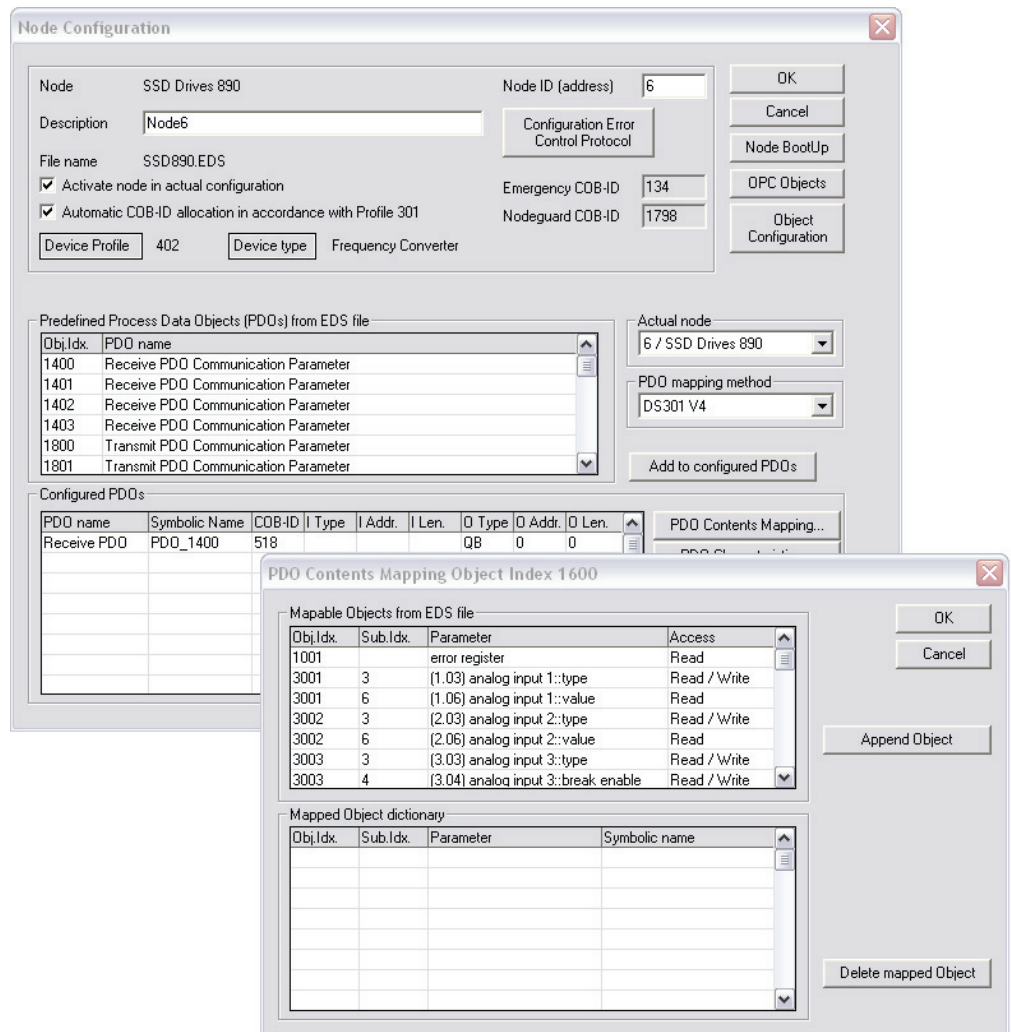 Node Configuration
Node SSD Drives 890 Node ID (address) 6 OK
Description Node6 Configuration Error Control Protocol Cancel
Node BootUp
File name SSD890.EDS
Activate node in actual configuration Emergency COB-ID 134 OPC Objects
Automatic COB-ID allocation in accordance with Profile 301 Nodeguard COB-ID 1798 Object Configuration
Device Profile 402 Device type Frequency Converter
Predefined Process Data Objects (PDOs) from EDS file Actual node
Obj.Idx. PDO name 6 / SSD Drives 890
1400 Receive PDO Communication Parameter
1401 Receive PDO Communication Parameter PDO mapping method
1402 Receive PDO Communication Parameter DS301 V4
1403 Receive PDO Communication Parameter
1800 Transmit PDO Communication Parameter
1801 Transmit PDO Communication Parameter Add to configured PDOs
Configured PDOs
PDO name Symbolic Name COB-ID I Type I Addr. I Len. O Type O Addr. O Len. PDO Contents Mapping...
Receive PDO PDO_1400 518 QB 0 0
PDO Contents Mapping Object Index 1600
Mapable Objects from EDS file OK
Obj.Idx. Sub.Idx. Parameter Access
1001 error register Read Cancel
3001 3 (1.03) analog input 1::type Read / Write
3001 6 (1.06) analog input 1::value Read
3002 3 (2.03) analog input 2::type Read / Write
3002 6 (2.06) analog input 2::value Read Append Object
3003 3 (3.03) analog input 3::type Read / Write
3003 4 (3.04) analog input 3::break enable Read / Write
Mapped Object dictionary
Obj.Idx. Sub.Idx. Parameter Symbolic name
Delete mapped Object